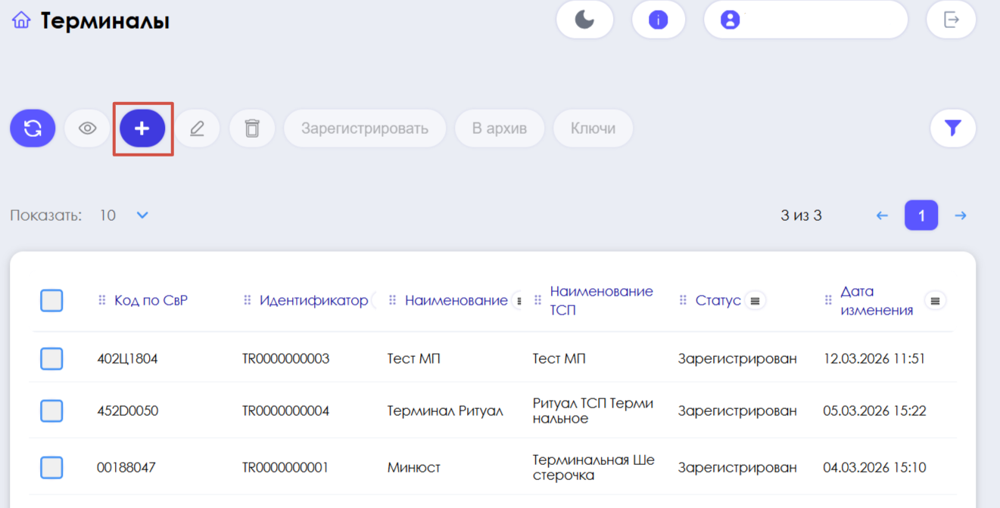 Терминалы
Зарегистрировать В архив Ключи
Показать: 10 3 из 3 1
Код по СвР Идентификатор Наименование Наименование ТСП Статус Дата изменения
402Ц1804 TR0000000003 Тест МП Тест МП Зарегистрирован 12.03.2026 11:51
452D0050 TR0000000004 Терминал Ритуал Ритуал ТСП Терми
нальное Зарегистрирован 05.03.2026 15:22
00188047 TR0000000001 Минюст Терминальная Ше
стерочка Зарегистрирован 04.03.2026 15:10